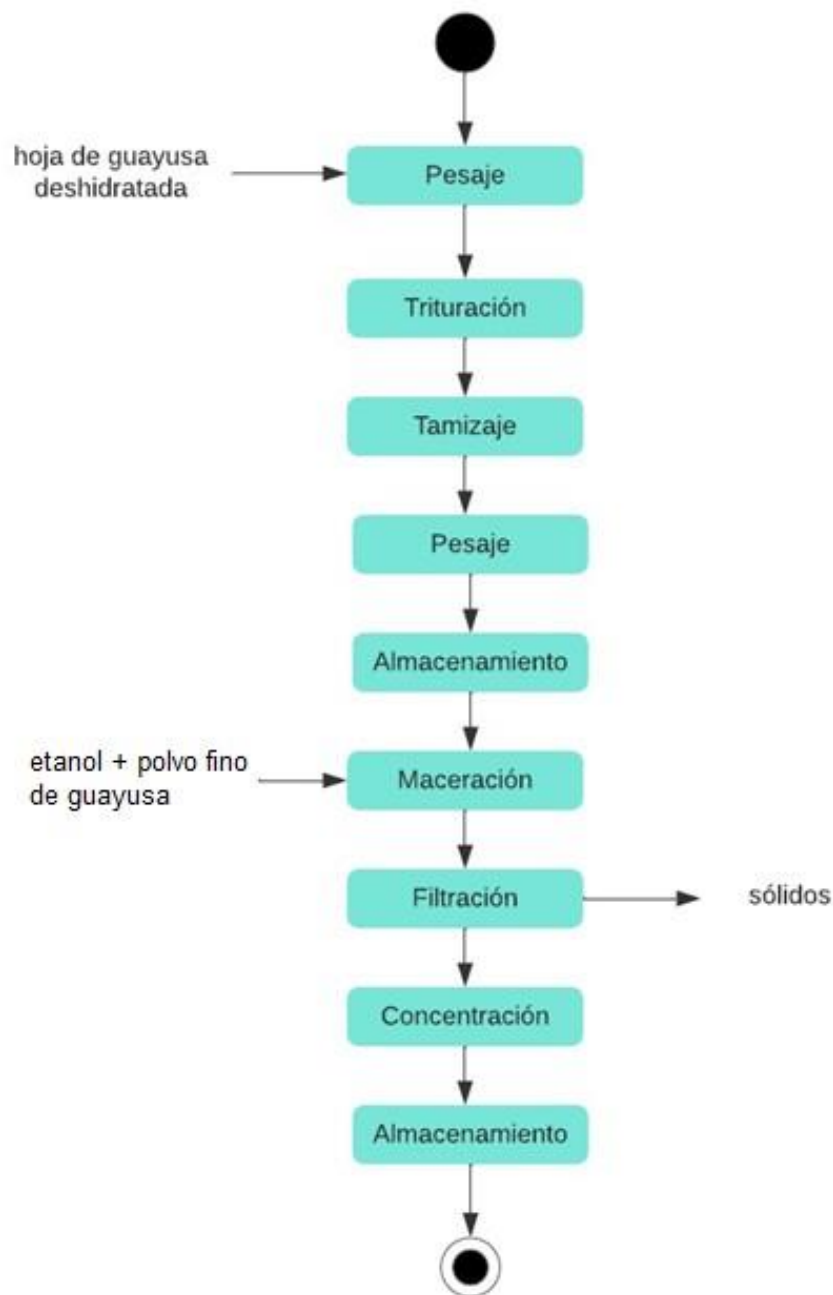 hoja de guayusa
deshidratada
Pesaje
Trituración
Tamizaje
Pesaje
Almacenamiento
etanol + polvo fino
de guayusa
Maceración
Filtración
sólidos
Concentración
Almacenamiento